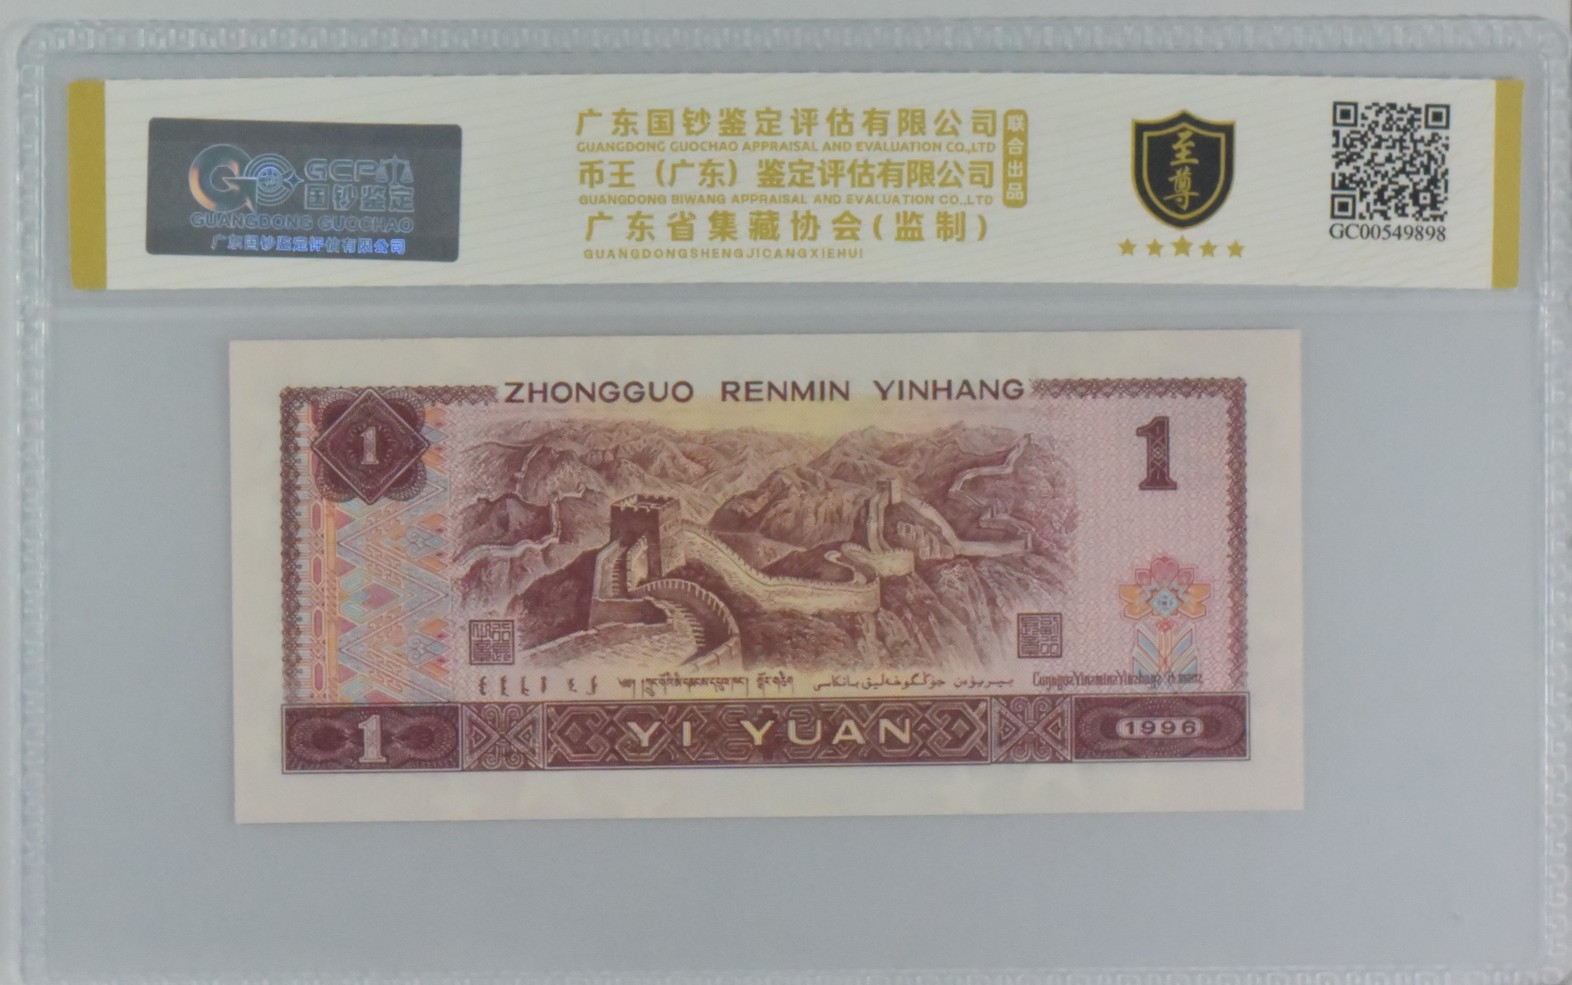 GCP
国钞鉴定
GUANGDONG GUOCHAO
广东国钞鉴定评估有限公司
广东国钞鉴定评估有限公司
GUANGDONG GUOCHAO APPRAISAL AND EVALUATION CO.,LTD
币王（广东）鉴定评估有限公司
GUANGDONG BIWANG APPRAISAL AND EVALUATION CO.,LTD
广东省集藏协会(监制)
GUANGDONGSHENGJICANGXIEHUI
联合出品
至尊
GC00549898
ZHONGGUO RENMIN YINHANG
1
1
1
YI YUAN
1996